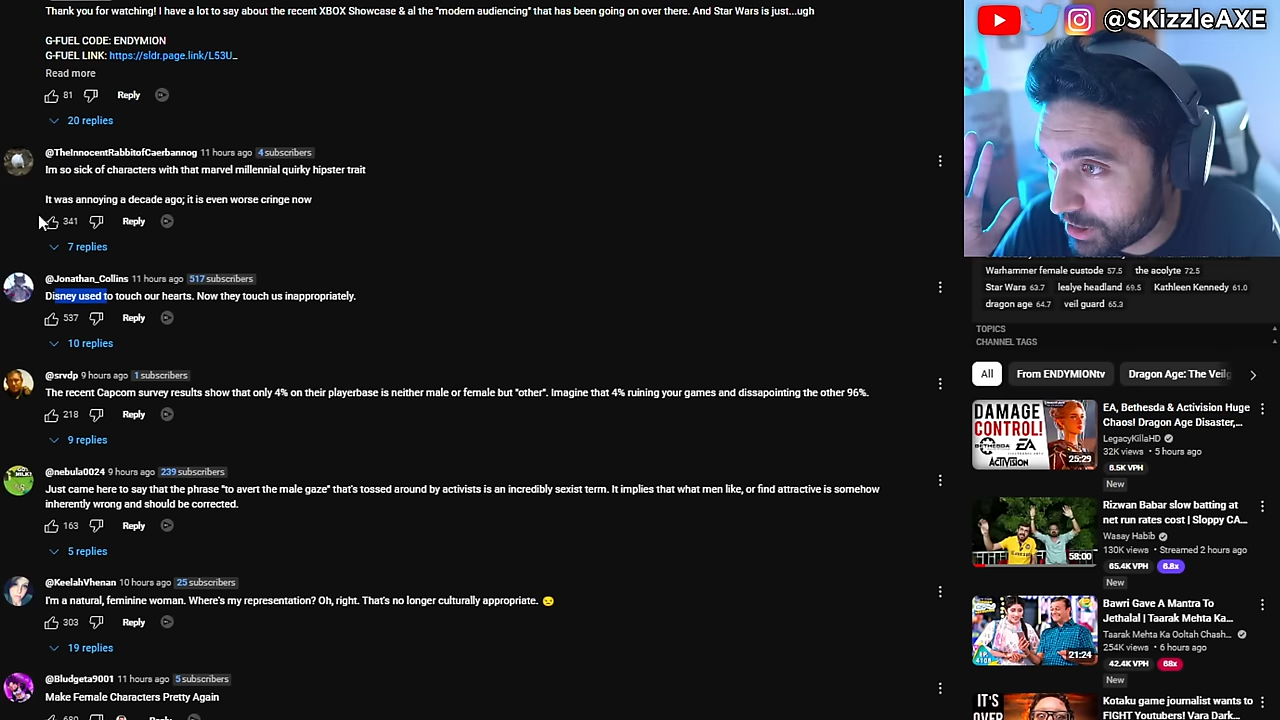 Thank you for watching! I have a lot to say about the recent XBOX Showcase & al the "modern audiencing" that has been going on over there. And Star Wars is just...ugh
G-FUEL CODE: ENDYMION
G-FUEL LINK: https://sldr.page.link/L53U_
Read more
81 Reply
20 replies
@TheInnocentRabbitofCaerbannog 11 hours ago 4 subscribers
Im so sick of characters with that marvel millennial quirky hipster trait
It was annoying a decade ago; it is even worse cringe now
341 Reply
7 replies
@Jonathan_Collins 11 hours ago 517 subscribers
Disney used to touch our hearts. Now they touch us inappropriately.
537 Reply
10 replies
@srvdp 9 hours ago 1 subscribers
The recent Capcom survey results show that only 4% on their playerbase is neither male or female but "other". Imagine that 4% ruining your games and dissapointing the other 96%.
218 Reply
9 replies
@nebula0024 9 hours ago 239 subscribers
Just came here to say that the phrase "to avert the male gaze" that's tossed around by activists is an incredibly sexist term. It implies that what men like, or find attractive is somehow
inherently wrong and should be corrected.
163 Reply
5 replies
@KeelahVhenan 10 hours ago 25 subscribers
I'm a natural, feminine woman. Where's my representation? Oh, right. That's no longer culturally appropriate. 😒
303 Reply
19 replies
@Bludgeta9001 11 hours ago 5 subscribers
Make Female Characters Pretty Again
680 Reply
@SKizzleAXE
Warhammer female custode 57.5 the acolyte 72.5
Star Wars 63.7 leslye headland 69.5 Kathleen Kennedy 61.0
dragon age 64.7 veil guard 65.3
TOPICS
CHANNEL TAGS
All From ENDYMIONtv Dragon Age: The Veilg
DAMAGE
CONTROL!
BETHESDA
EA
ACTIVISION
25:29
EA, Bethesda & Activision Huge
Chaos! Dragon Age Disaster,...
LegacyKillaHD
32K views • 5 hours ago
6.5K VPH
New
58:00
Rizwan Babar slow batting at
net run rates cost | Sloppy CA...
Wasay Habib
130K views • Streamed 2 hours ago
65.4K VPH 6.8x
New
21:24
Bawri Gave A Mantra To
Jethalal | Taarak Mehta Ka...
Taarak Mehta Ka Ooltah Chash...
254K views • 6 hours ago
42.4K VPH 68x
New
IT'S
Kotaku game journalist wants to
FIGHT Youtubers! Vara Dark...